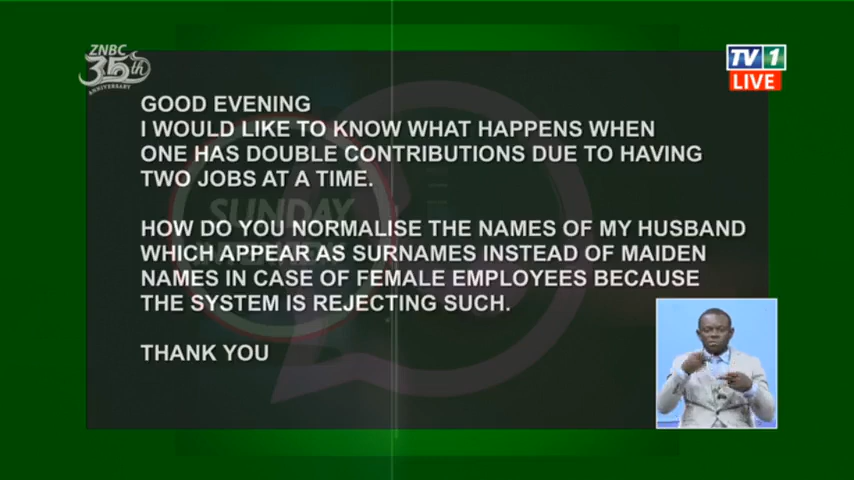 ZNBC
35th
ANNIVERSARY
TV1
LIVE
GOOD EVENING
I WOULD LIKE TO KNOW WHAT HAPPENS WHEN
ONE HAS DOUBLE CONTRIBUTIONS DUE TO HAVING
TWO JOBS AT A TIME.
HOW DO YOU NORMALISE THE NAMES OF MY HUSBAND
WHICH APPEAR AS SURNAMES INSTEAD OF MAIDEN
NAMES IN CASE OF FEMALE EMPLOYEES BECAUSE
THE SYSTEM IS REJECTING SUCH.
THANK YOU
SUNDAY